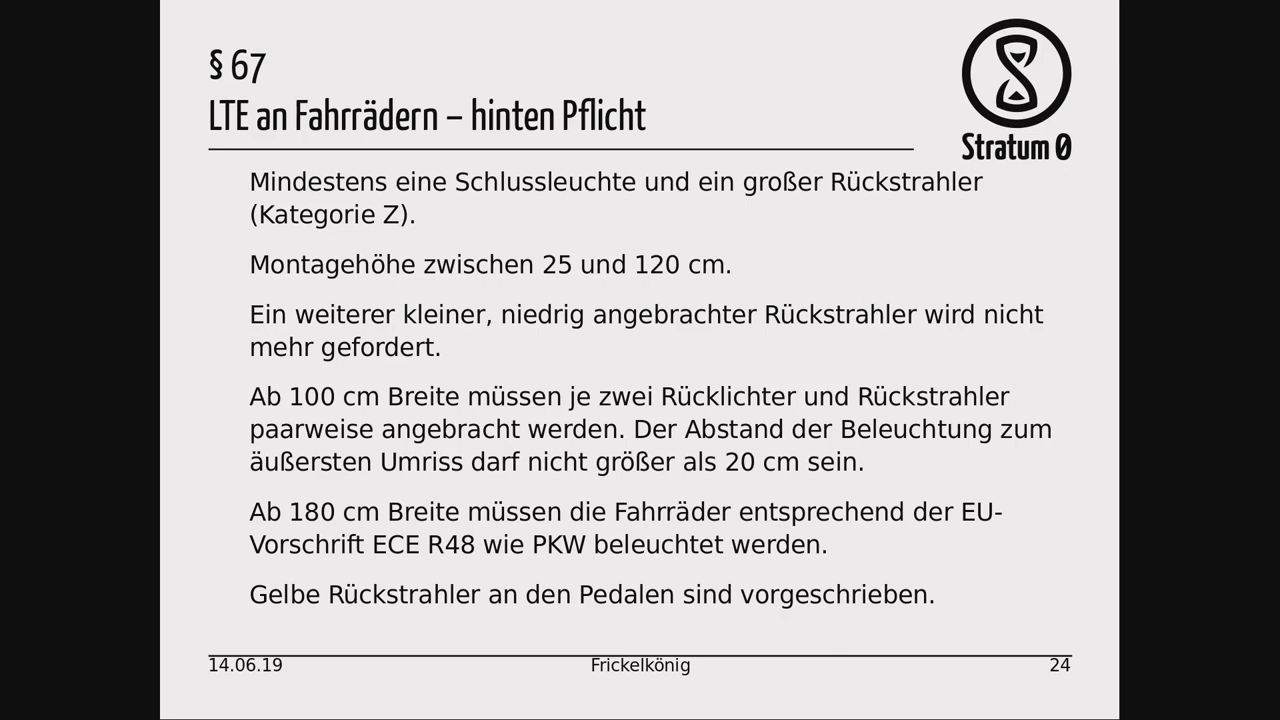 § 67
LTE an Fahrrädern – hinten Pflicht
Stratum 0
Mindestens eine Schlussleuchte und ein großer Rückstrahler
(Kategorie Z).
Montagehöhe zwischen 25 und 120 cm.
Ein weiterer kleiner, niedrig angebrachter Rückstrahler wird nicht
mehr gefordert.
Ab 100 cm Breite müssen je zwei Rücklichter und Rückstrahler
paarweise angebracht werden. Der Abstand der Beleuchtung zum
äußersten Umriss darf nicht größer als 20 cm sein.
Ab 180 cm Breite müssen die Fahrräder entsprechend der EU-
Vorschrift ECE R48 wie PKW beleuchtet werden.
Gelbe Rückstrahler an den Pedalen sind vorgeschrieben.
14.06.19
Frickelkönig
24